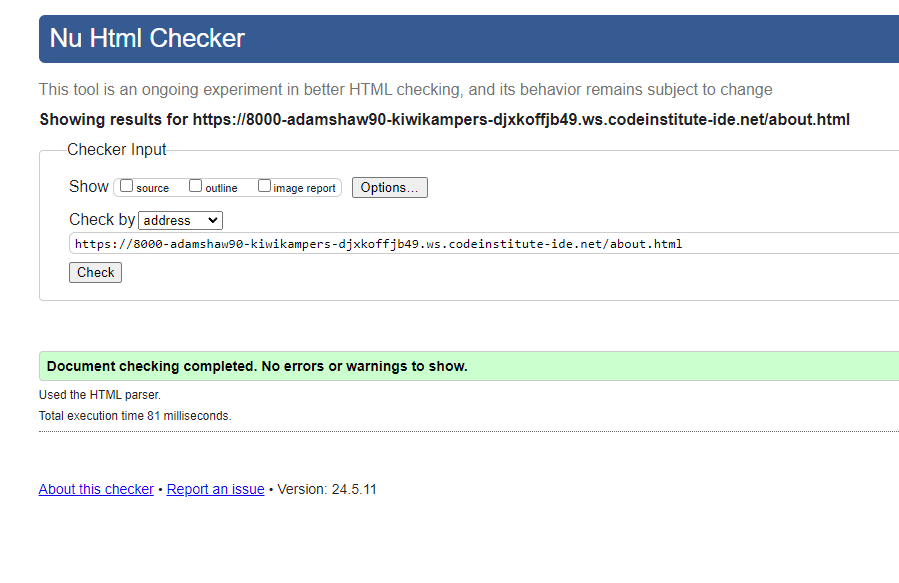 Nu Html Checker
This tool is an ongoing experiment in better HTML checking, and its behavior remains subject to change
Showing results for https://8000-adamshaw90-kiwikampers-djxkoffjb49.ws.codeinstitute-ide.net/about.html
Checker Input
Show source outline image report Options...
Check by address
https://8000-adamshaw90-kiwikampers-djxkoffjb49.ws.codeinstitute-ide.net/about.html
Check
Document checking completed. No errors or warnings to show.
Used the HTML parser.
Total execution time 81 milliseconds.
About this checker • Report an issue • Version: 24.5.11